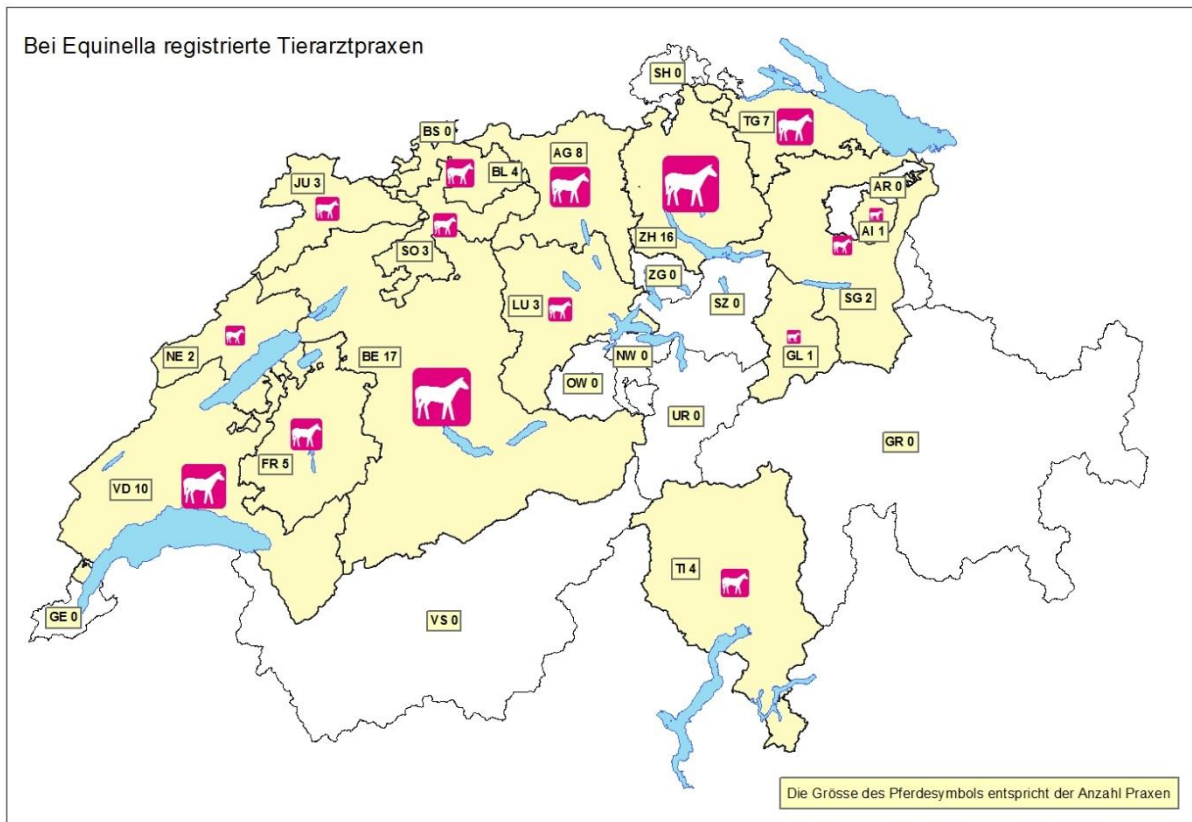 Bei Equinella registrierte Tierarztpraxen
SH 0
TG 7
BS 0
BL 4
AG 8
JU 3
AR 0
AI 1
SO 3
ZH 16
ZG 0
SZ 0
SG 2
LU 3
NE 2
BE 17
NW 0
GL 1
OW 0
UR 0
GR 0
FR 5
VD 10
TI 4
GE 0
VS 0
Die Grösse des Pferdesymbols entspricht der Anzahl Praxen